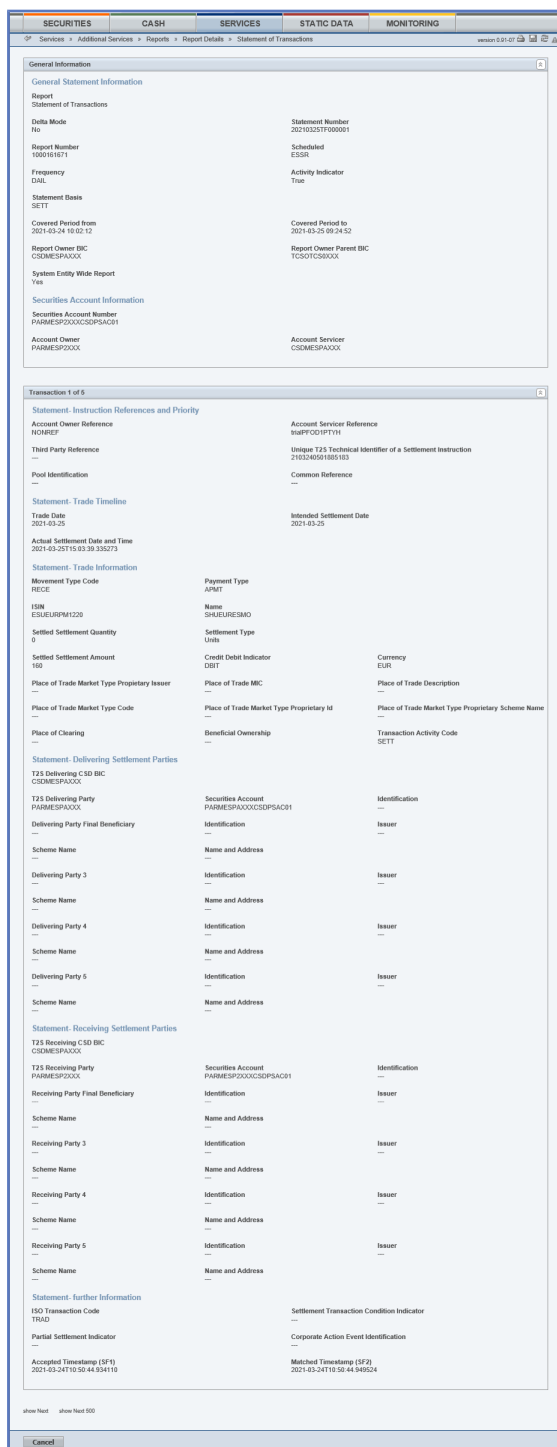 SECURITIES CASH SERVICES STATIC DATA MONITORING
Services » Additional Services » Reports » Report Details » Statement of Transactions version 0.91-07
General Information
General Statement Information
Report
Statement of Transactions
Delta Mode Statement Number
No 20210325TF000001
Report Number Scheduled
1000161671 ESSR
Frequency Activity Indicator
DAIL True
Statement Basis
SETT
Covered Period from Covered Period to
2021-03-24 10:02:12 2021-03-25 09:24:52
Report Owner BIC Report Owner Parent BIC
CSDMESPAXXX TCSOTCS0XXX
System Entity Wide Report
Yes
Securities Account Information
Securities Account Number
PARMESP2XXXCSDPSAC01
Account Owner Account Servicer
PARMESP2XXX CSDMESPAXXX
Transaction 1 of 5
Statement- Instruction References and Priority
Account Owner Reference Account Servicer Reference
NONREF trialPFOD1PTYH
Third Party Reference Unique T2S Technical Identifier of a Settlement Instruction
--- 2103240501885183
Pool Identification Common Reference
--- ---
Statement- Trade Timeline
Trade Date Intended Settlement Date
2021-03-25 2021-03-25
Actual Settlement Date and Time
2021-03-25T15:03:39.335273
Statement- Trade Information
Movement Type Code Payment Type
RECE APMT
ISIN Name
ESUEURPM1220 SHUEURESMO
Settled Settlement Quantity Settlement Type
0 Units
Settled Settlement Amount Credit Debit Indicator Currency
160 DBIT EUR
Place of Trade Market Type Propietary Issuer Place of Trade MIC Place of Trade Description
--- --- ---
Place of Trade Market Type Code Place of Trade Market Type Proprietary Id Place of Trade Market Type Proprietary Scheme Name
--- --- ---
Place of Clearing Beneficial Ownership Transaction Activity Code
--- --- SETT
Statement- Delivering Settlement Parties
T2S Delivering CSD BIC
CSDMESPAXXX
T2S Delivering Party Securities Account Identification
PARMESPAXXX PARMESPAXXXCSDPSAC01 ---
Delivering Party Final Beneficiary Identification Issuer
--- --- ---
Scheme Name Name and Address
--- ---
Delivering Party 3 Identification Issuer
--- --- ---
Scheme Name Name and Address
--- ---
Delivering Party 4 Identification Issuer
--- --- ---
Scheme Name Name and Address
--- ---
Delivering Party 5 Identification Issuer
--- --- ---
Scheme Name Name and Address
--- ---
Statement- Receiving Settlement Parties
T2S Receiving CSD BIC
CSDMESPAXXX
T2S Receiving Party Securities Account Identification
PARMESP2XXX PARMESP2XXXCSDPSAC01 ---
Receiving Party Final Beneficiary Identification Issuer
--- --- ---
Scheme Name Name and Address
--- ---
Receiving Party 3 Identification Issuer
--- --- ---
Scheme Name Name and Address
--- ---
Receiving Party 4 Identification Issuer
--- --- ---
Scheme Name Name and Address
--- ---
Receiving Party 5 Identification Issuer
--- --- ---
Scheme Name Name and Address
--- ---
Statement- further Information
ISO Transaction Code Settlement Transaction Condition Indicator
TRAD ---
Partial Settlement Indicator Corporate Action Event Identification
--- ---
Accepted Timestamp (SF1) Matched Timestamp (SF2)
2021-03-24T10:50:44.934110 2021-03-24T10:50:44.949524
show Next show Next 500
Cancel